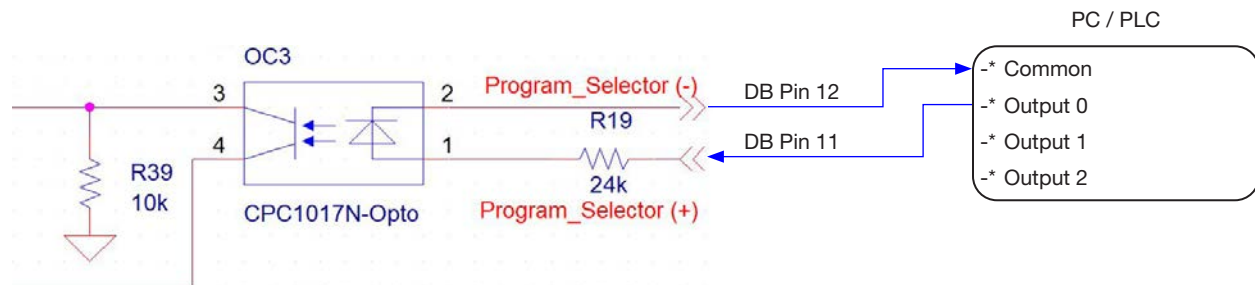 PC / PLC
OC3
3
2
Program_Selector (-)
DB Pin 12
-* Common
R19
-* Output 0
4
1
DB Pin 11
-* Output 1
R39
10k
24k
-* Output 2
CPC1017N-Opto
Program_Selector (+)